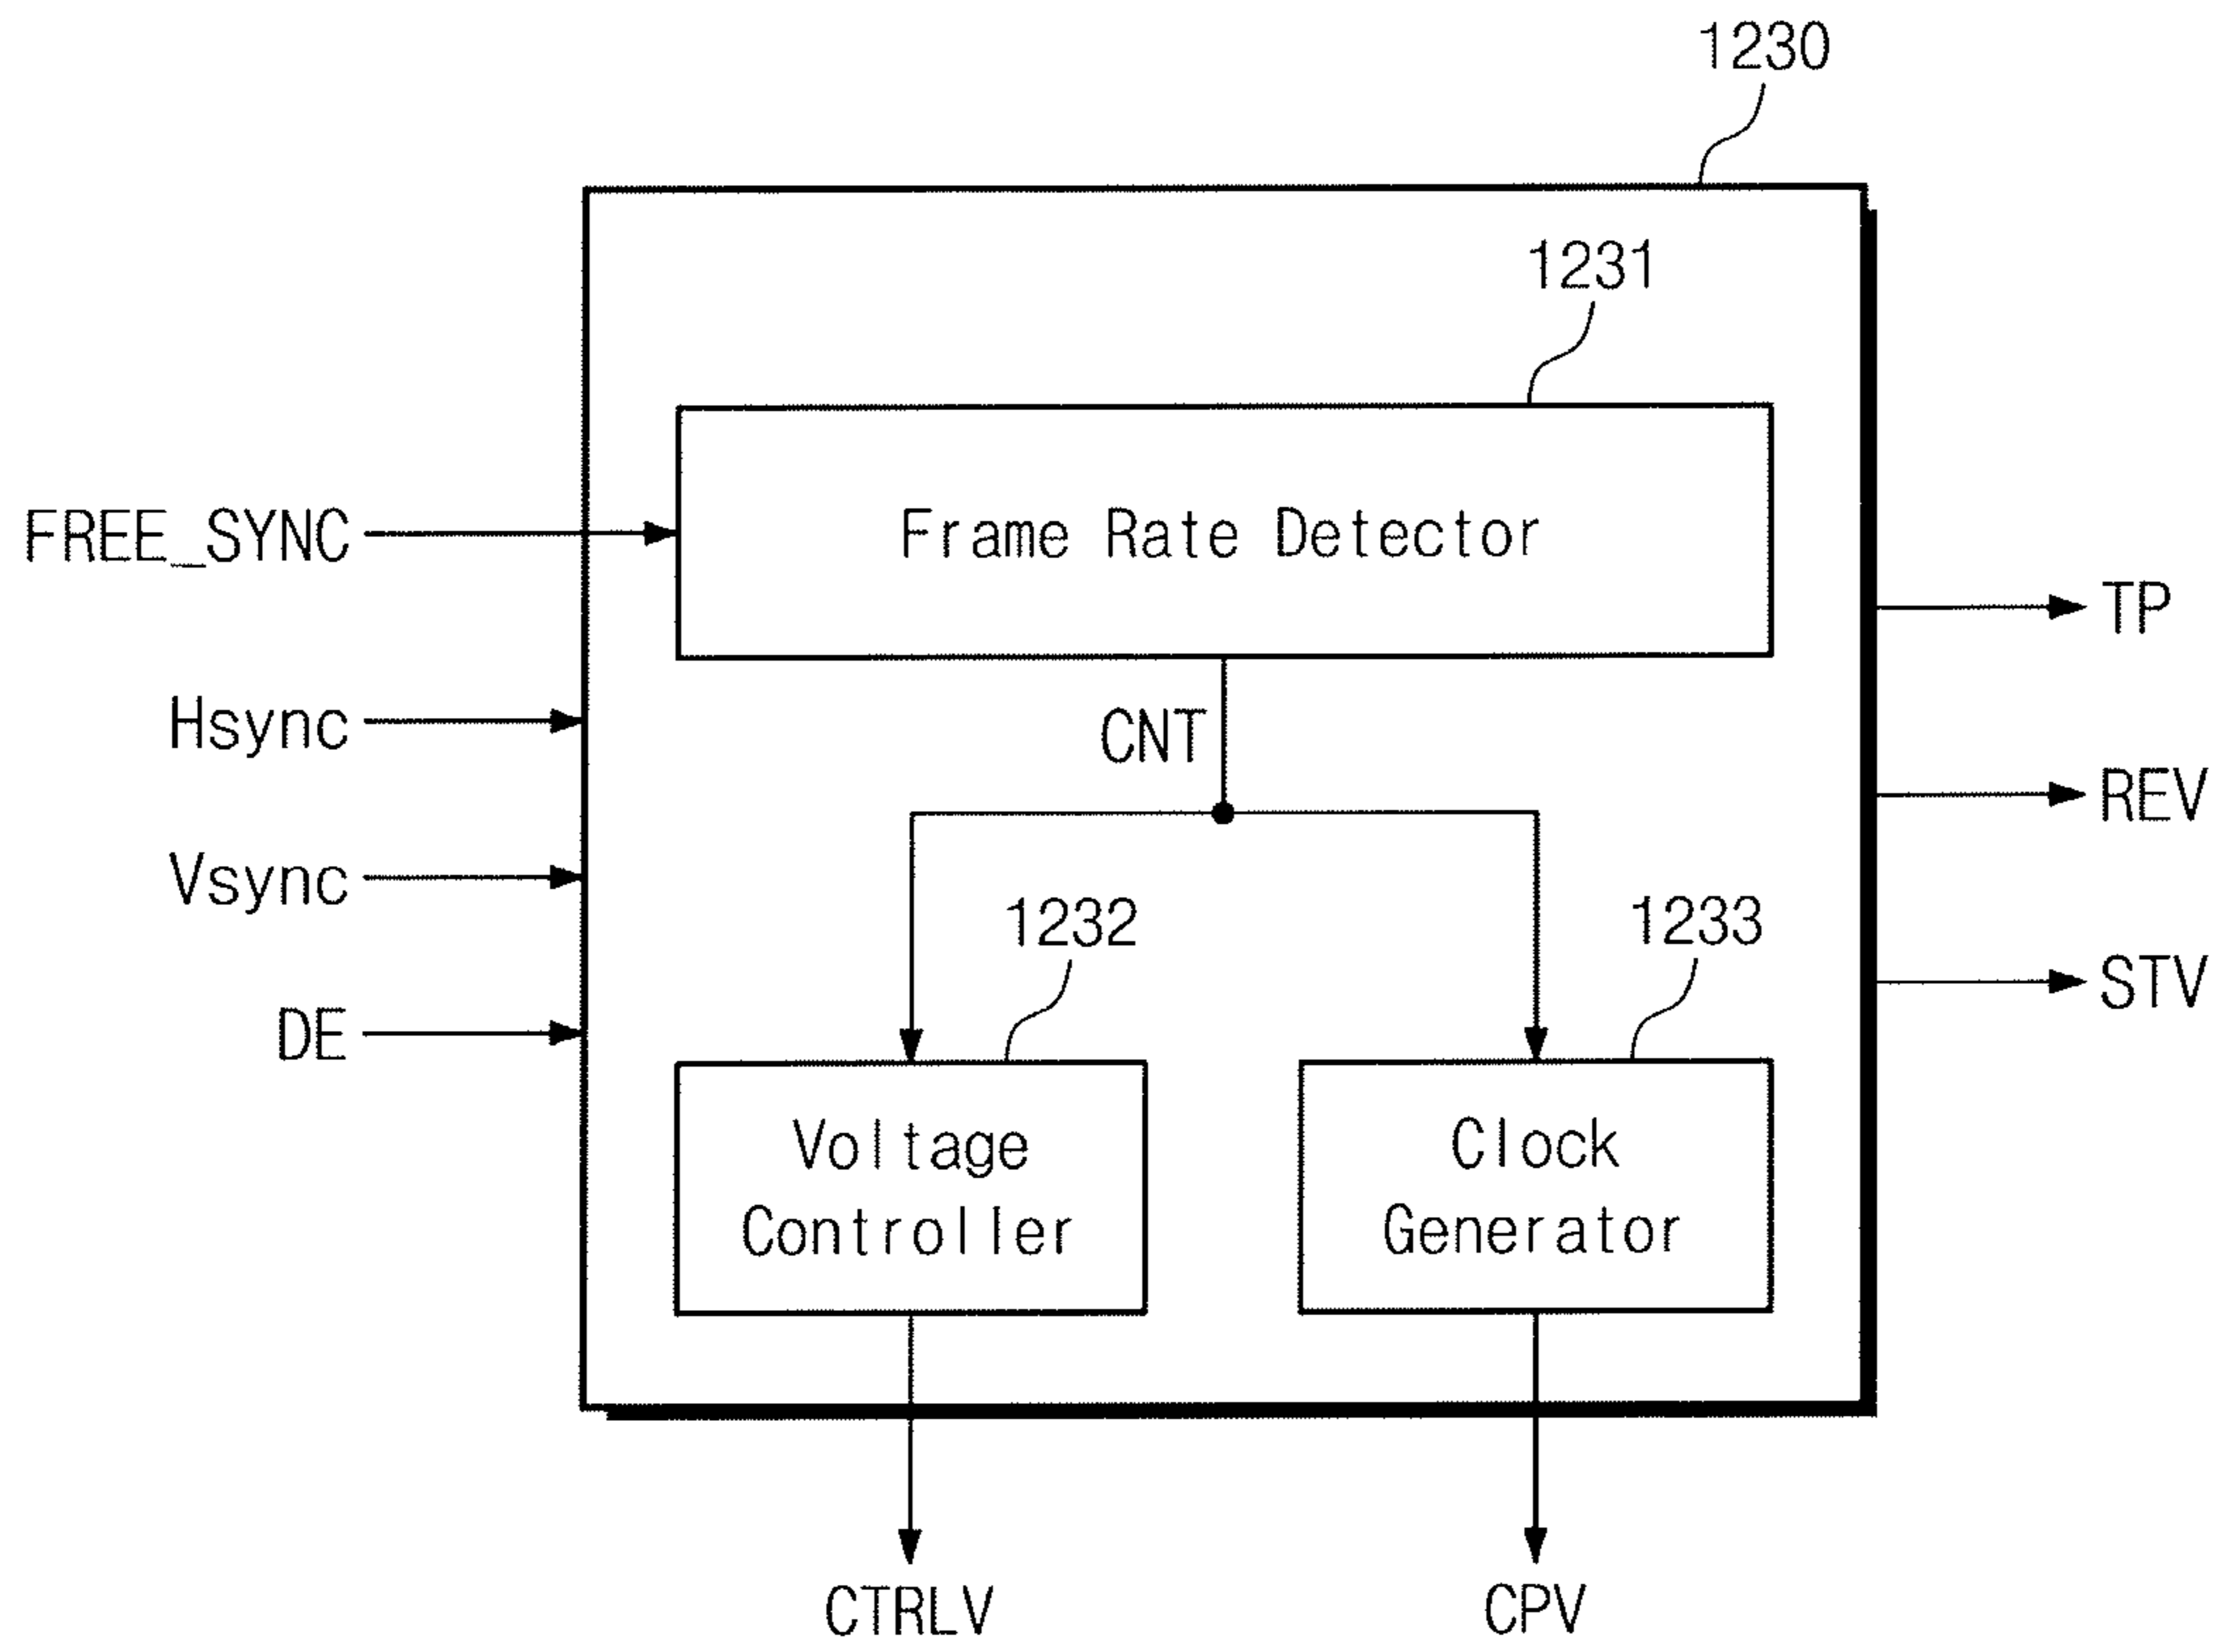 1230
1231
FREE_SYNC
Frame Rate Detector
TP
Hsync
CNT
REV
Vsync
1232
1233
STV
DE
Voltage
Controller
Clock
Generator
CTRLV
CPV